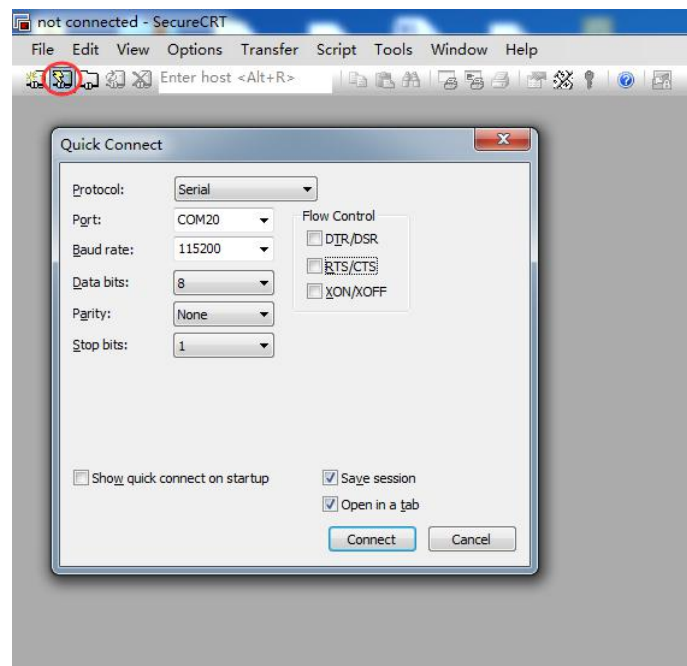 not connected - SecureCRT
File Edit View Options Transfer Script Tools Window Help
Enter host <Alt+R>
Quick Connect
Protocol: Serial
Port: COM20
Flow Control
Baud rate: 115200
DTR/DSR
Data bits: 8
RTS/CTS
XON/XOFF
Parity: None
Stop bits: 1
Show quick connect on startup
Save session
Open in a tab
Connect Cancel